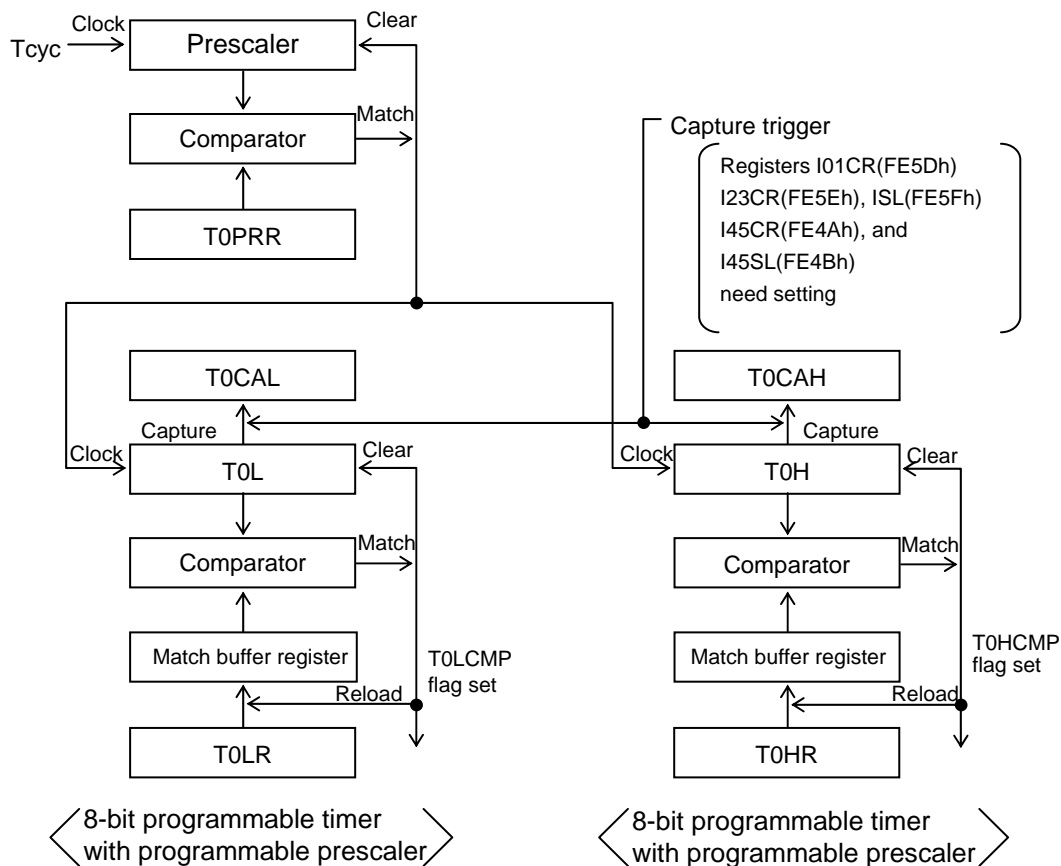 Clock
Clear
Tcyc
Prescaler
Match
Comparator
T0PRR
Capture trigger
Registers I01CR(FE5Dh)
I23CR(FE5Eh), ISL(FE5Fh)
I45CR(FE4Ah), and
I45SL(FE4Bh)
need setting
T0CAL
T0CAH
Capture
Capture
Clock
T0L
Clear
Clock
T0H
Clear
Comparator
Match
Comparator
Match
Match buffer register
T0LCMP
flag set
Match buffer register
T0HCMP
flag set
Reload
Reload
T0LR
T0HR
8-bit programmable timer
with programmable prescaler
8-bit programmable timer
with programmable prescaler